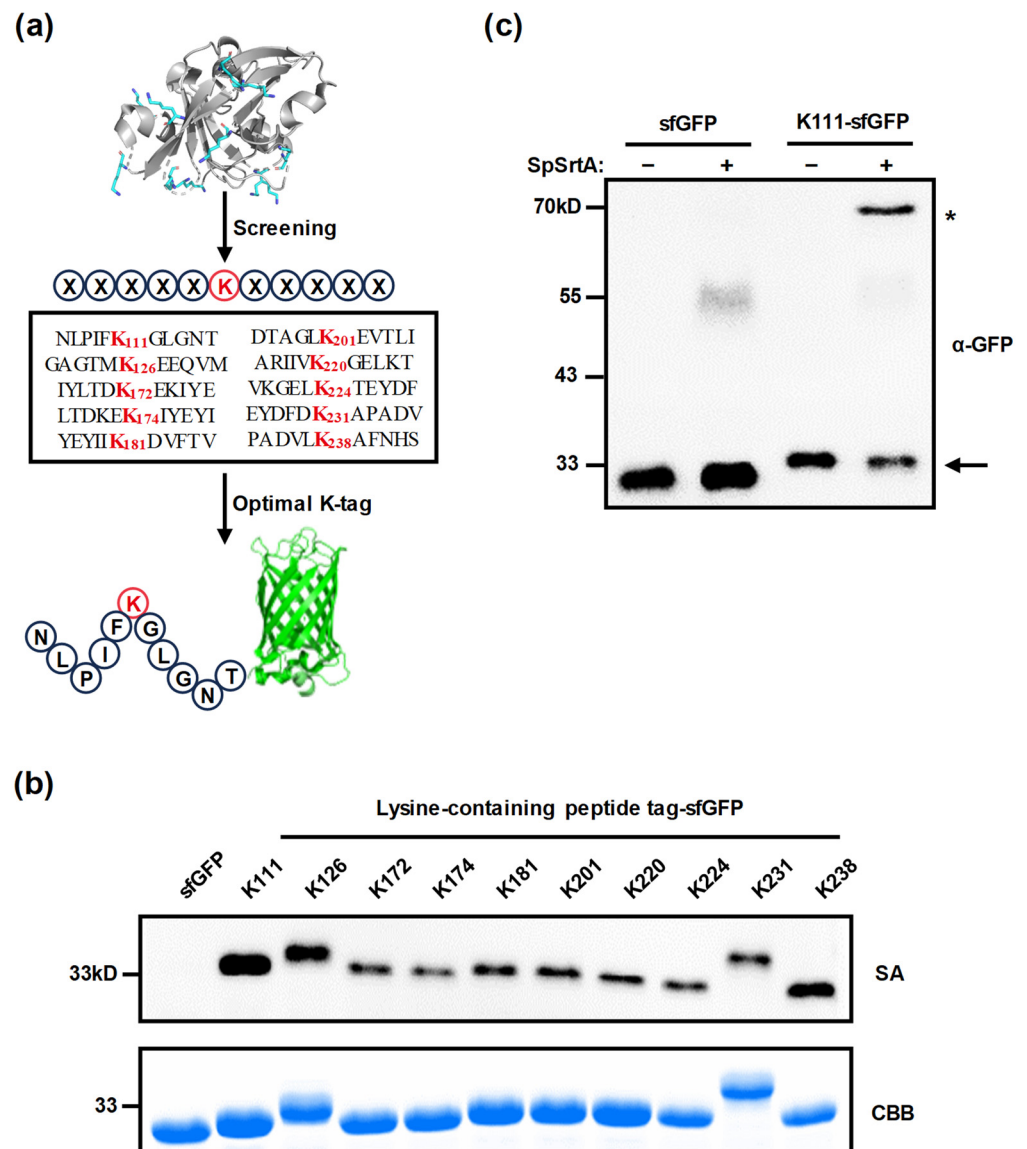 (a)
Screening
XXXXXKXXXXX
NLPIFK111GLGNT DTAGLK201EVTLI
GAGTMK126EEQVM ARIIVK220GELKT
IYLTDK172EKIYE VKGELK224TEYDF
LTDKEK174IYEYI EYDFDK231APADV
YEYIIK181DVFTV PADVLK238AFNHS
Optimal K-tag
NLPIFKGLGNT
(c)
sfGFP K111-sfGFP
SpSrtA: – + – +
70kD
*
55
α-GFP
43
33
(b)
Lysine-containing peptide tag-sfGFP
sfGFP K111 K126 K172 K174 K181 K201 K220 K224 K231 K238
33kD SA
33 CBB